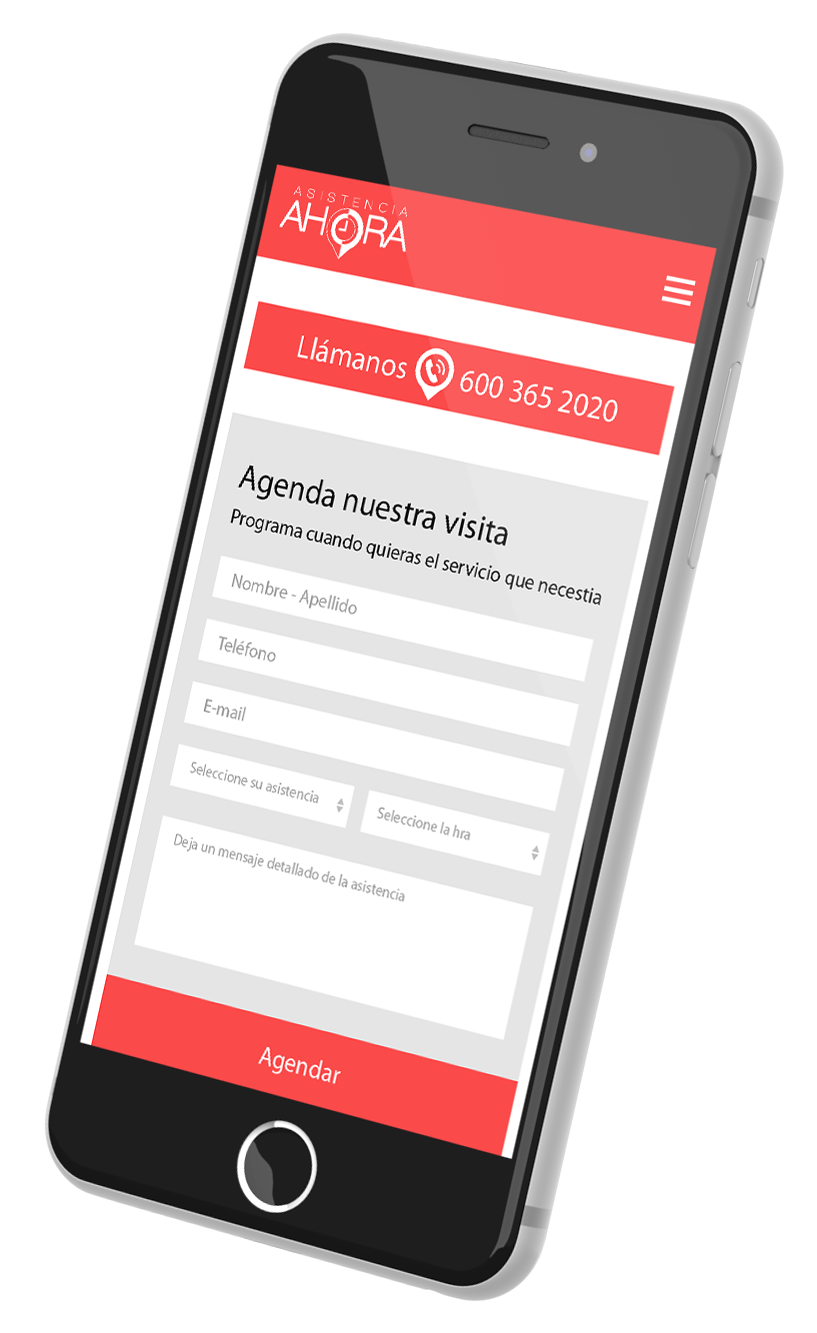 ASISTENCIA
AHORA
Llámanos 600 365 2020
Agenda nuestra visita
Programa cuando quieras el servicio que necestia
Nombre - Apellido
Teléfono
E-mail
Seleccione su asistencia
Seleccione la hra
Deja un mensaje detallado de la asistencia
Agendar